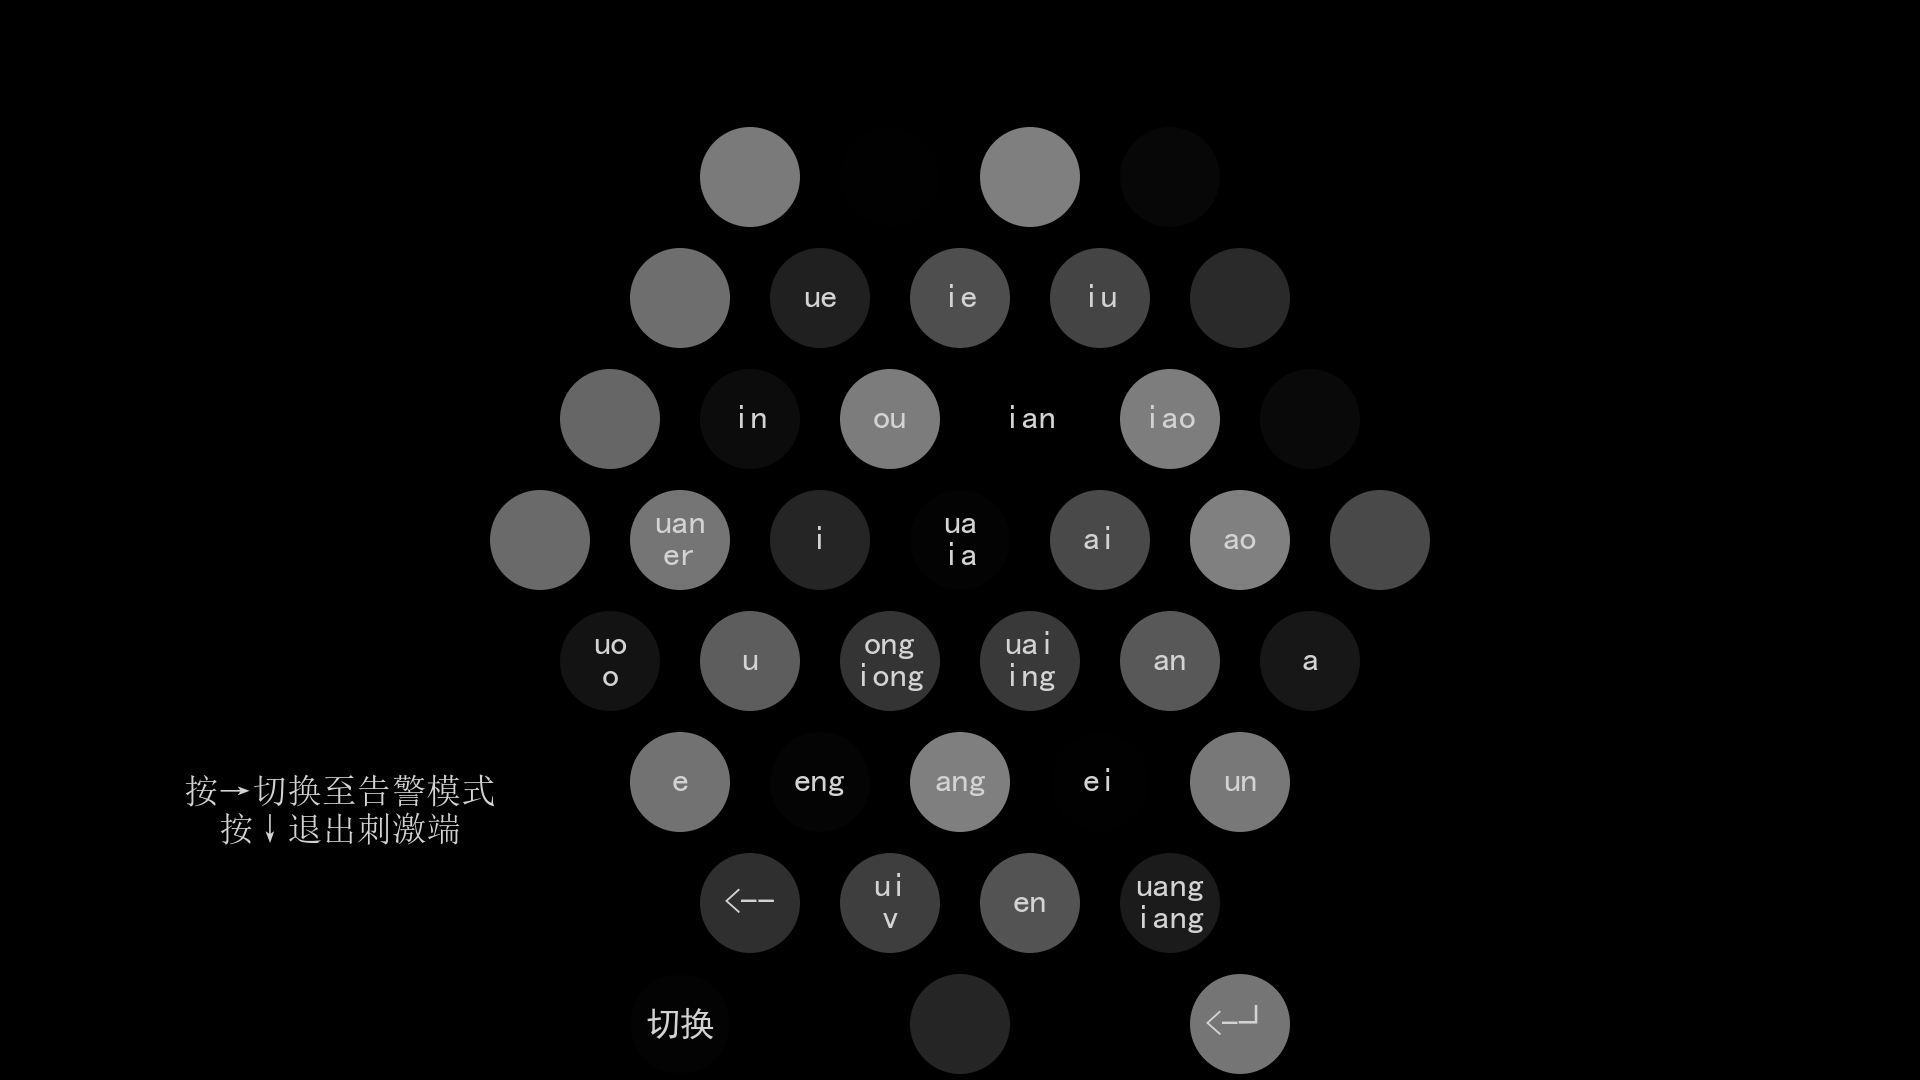 ue ie iu
in ou ian iao
uan er i ua ia ai ao
uo o u ong iong uai ing an a
e eng ang ei un
按→切换至告警模式
按↓退出刺激端
<-- ui v en uang iang
切换 <-┘